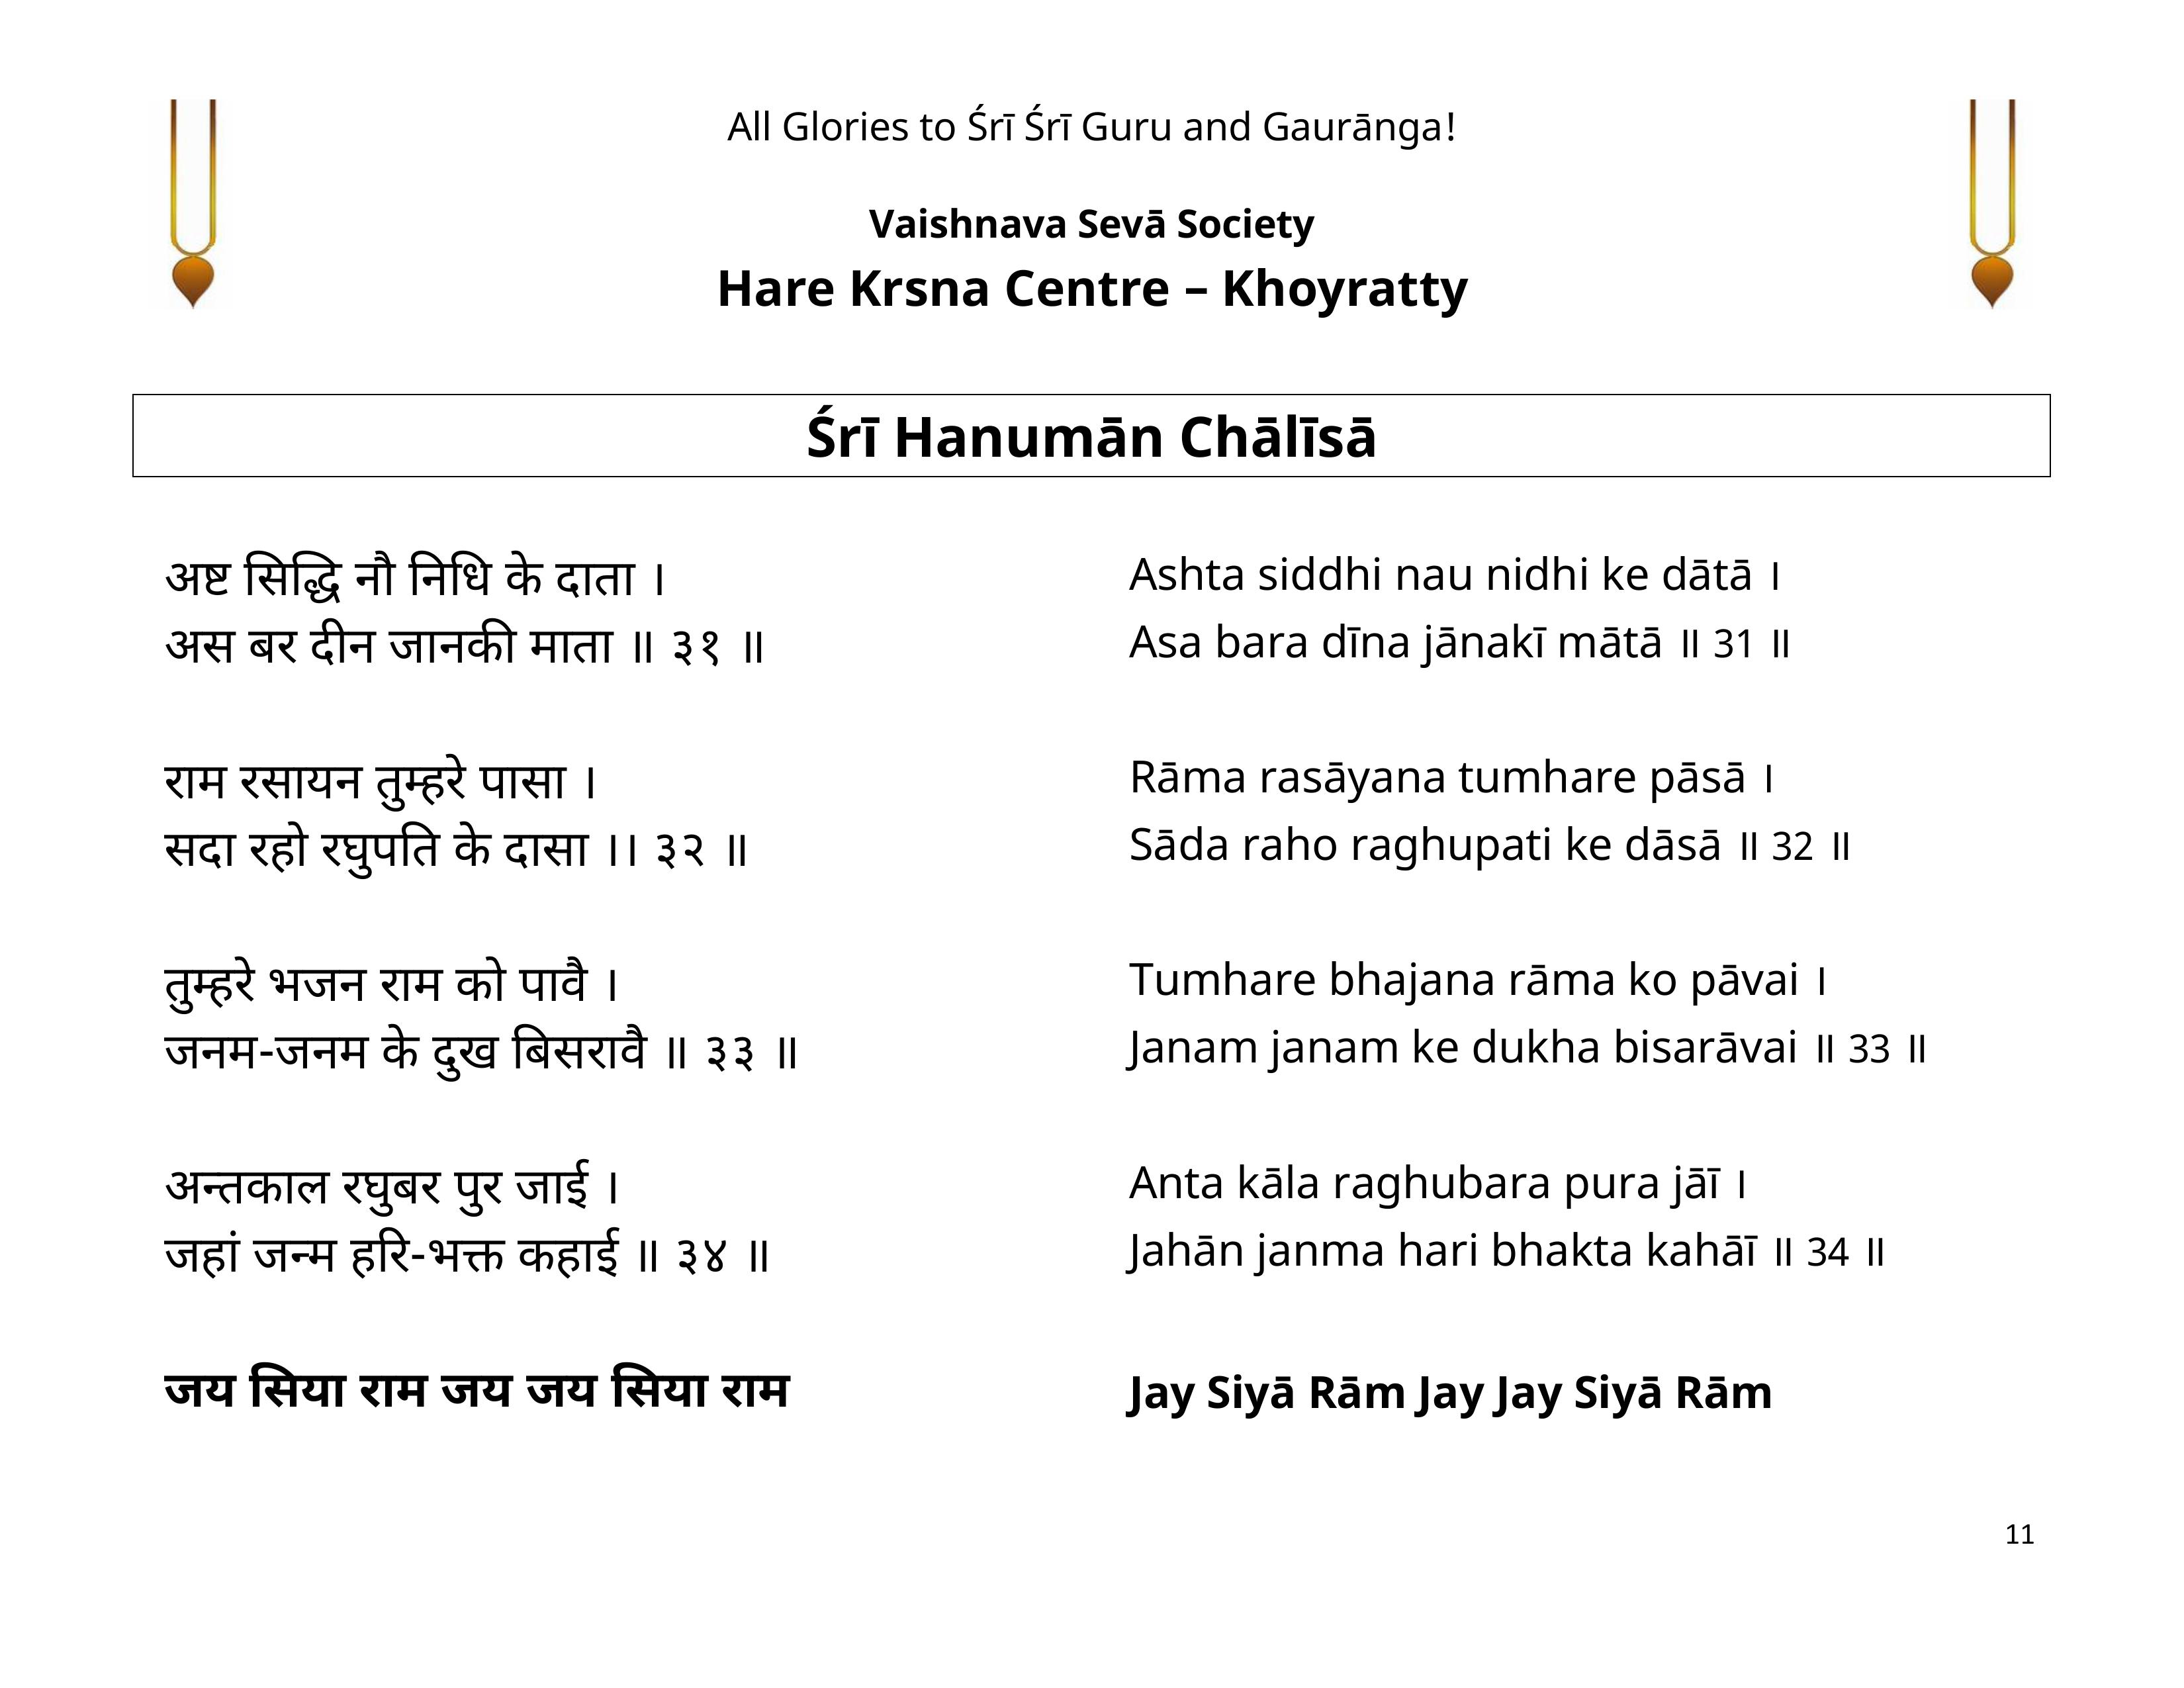 All Glories to Śrī Śrī Guru and Gaurānga!
Vaishnava Sevā Society
Hare Krsna Centre – Khoyratty
Śrī Hanumān Chālīsā
अष्ट सिद्धि नौ निधि के दाता ।
अस बर दीन जानकी माता ॥ ३१ ॥
राम रसायन तुम्हरे पासा ।
सदा रहो रघुपति के दासा ।। ३२ ॥
तुम्हरे भजन राम को पावै ।
जनम-जनम के दुख बिसरावै ॥ ३३ ॥
अन्तकाल रघुबर पुर जाई ।
जहां जन्म हरि-भक्त कहाई ॥ ३४ ॥
जय सिया राम जय जय सिया राम
Ashta siddhi nau nidhi ke dātā ।
Asa bara dīna jānakī mātā ॥ 31 ॥
Rāma rasāyana tumhare pāsā ।
Sāda raho raghupati ke dāsā ॥ 32 ॥
Tumhare bhajana rāma ko pāvai ।
Janam janam ke dukha bisarāvai ॥ 33 ॥
Anta kāla raghubara pura jāī ।
Jahān janma hari bhakta kahāī ॥ 34 ॥
Jay Siyā Rām Jay Jay Siyā Rām
11